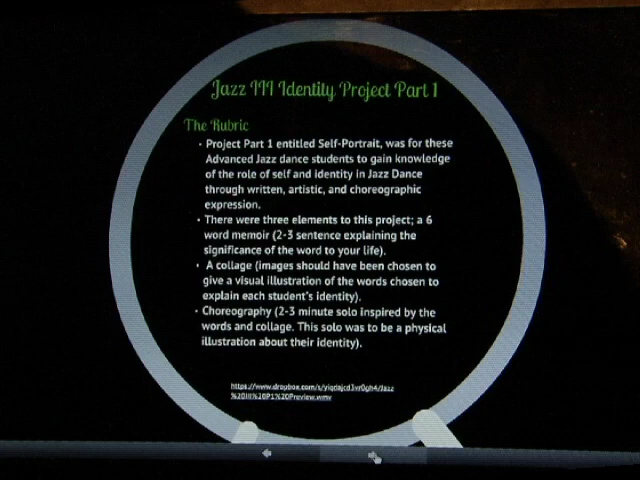 Jazz III Identity Project Part 1
The Rubric
• Project Part 1 entitled Self-Portrait, was for these
Advanced Jazz dance students to gain knowledge
of the role of self and identity in Jazz Dance
through written, artistic, and choreographic
expression.
• There were three elements to this project; a 6
word memoir (2-3 sentence explaining the
significance of the word to your life).
• A collage (images should have been chosen to
give a visual illustration of the words chosen to
explain each student's identity).
• Choreography (2-3 minute solo inspired by the
words and collage. This solo was to be a physical
illustration about their identity).
%20III%20P1%20Preview.wmv